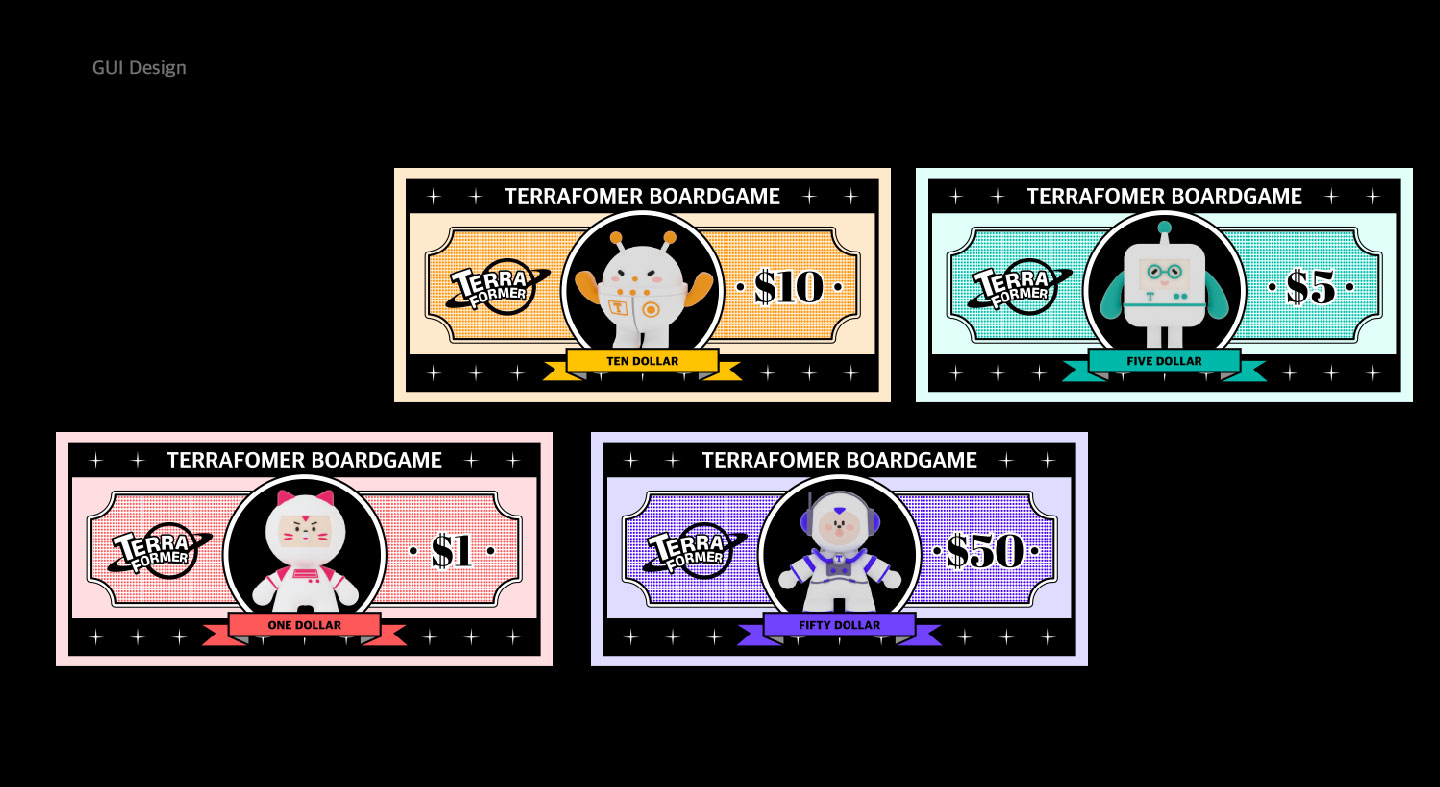 GUI Design
TERRAFOMER BOARDGAME
TERRA
FORMER
$10
T
TEN DOLLAR
TERRAFOMER BOARDGAME
TERRA
FORMER
$5
T
FIVE DOLLAR
TERRAFOMER BOARDGAME
TERRA
FORMER
$1
ONE DOLLAR
TERRAFOMER BOARDGAME
TERRA
FORMER
$50
T
FIFTY DOLLAR